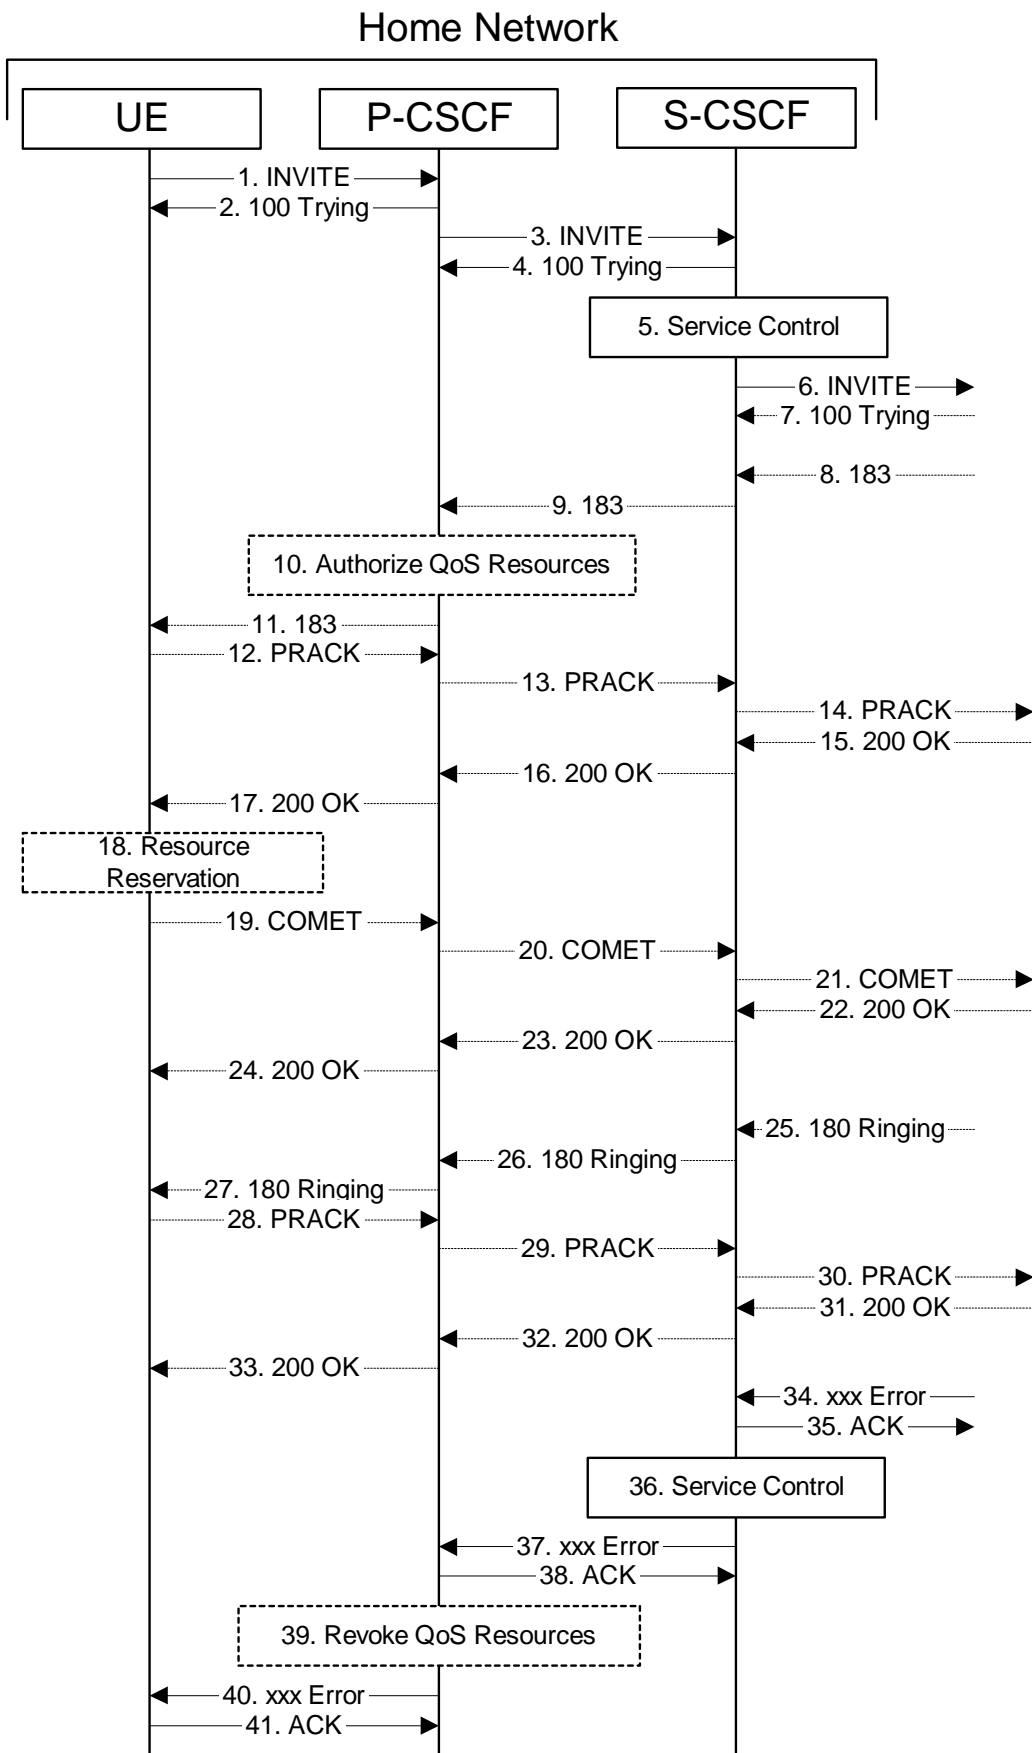 Home Network
UE
P-CSCF
S-CSCF
1. INVITE
2. 100 Trying
3. INVITE
4. 100 Trying
5. Service Control
6. INVITE
7. 100 Trying
8. 183
9. 183
10. Authorize QoS Resources
11. 183
12. PRACK
13. PRACK
14. PRACK
15. 200 OK
16. 200 OK
17. 200 OK
18. Resource
Reservation
19. COMET
20. COMET
21. COMET
22. 200 OK
23. 200 OK
24. 200 OK
25. 180 Ringing
26. 180 Ringing
27. 180 Ringing
28. PRACK
29. PRACK
30. PRACK
31. 200 OK
32. 200 OK
33. 200 OK
34. xxx Error
35. ACK
36. Service Control
37. xxx Error
38. ACK
39. Revoke QoS Resources
40. xxx Error
41. ACK